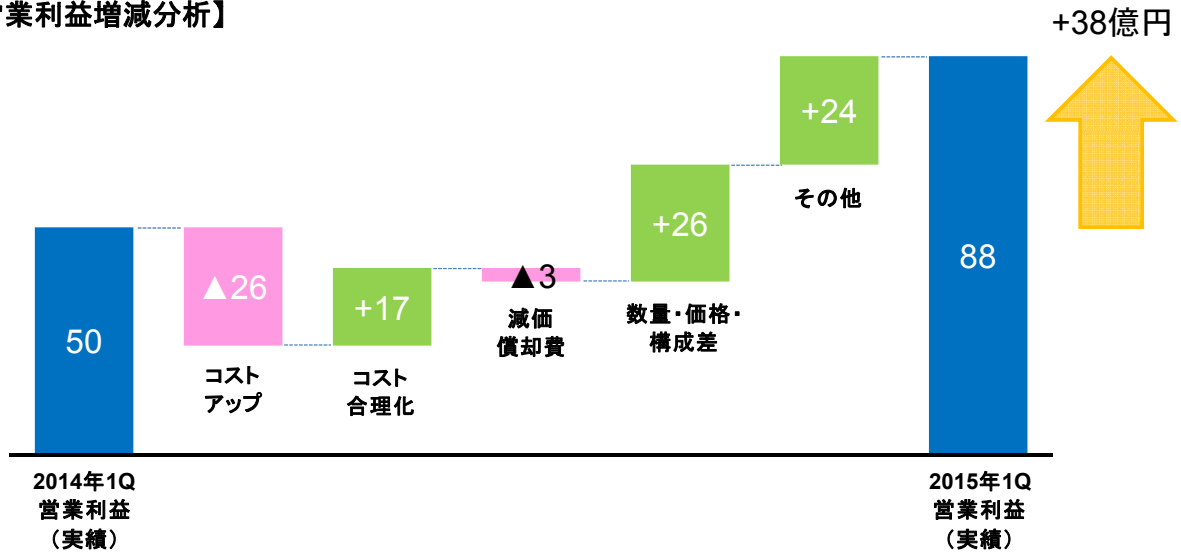 業利益増減分析】
+38億円
+24
その他
+26
数量・価格・
構成差
▲3
減価
償却費
+17
コスト
合理化
▲26
コスト
アップ
50
88
2014年1Q
営業利益
（実績）
2015年1Q
営業利益
（実績）